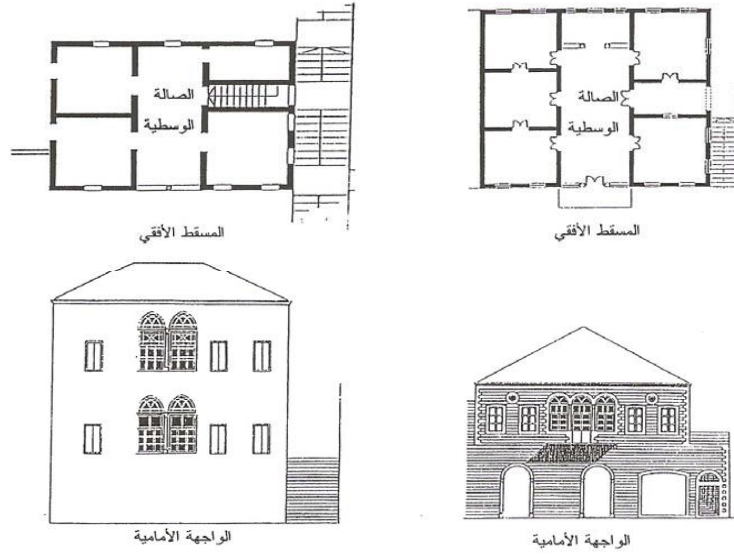 الصالة
الوسطية
المسقط الأفقي
الصالة
الوسطية
المسقط الأفقي
الواجهة الأمامية
الواجهة الأمامية